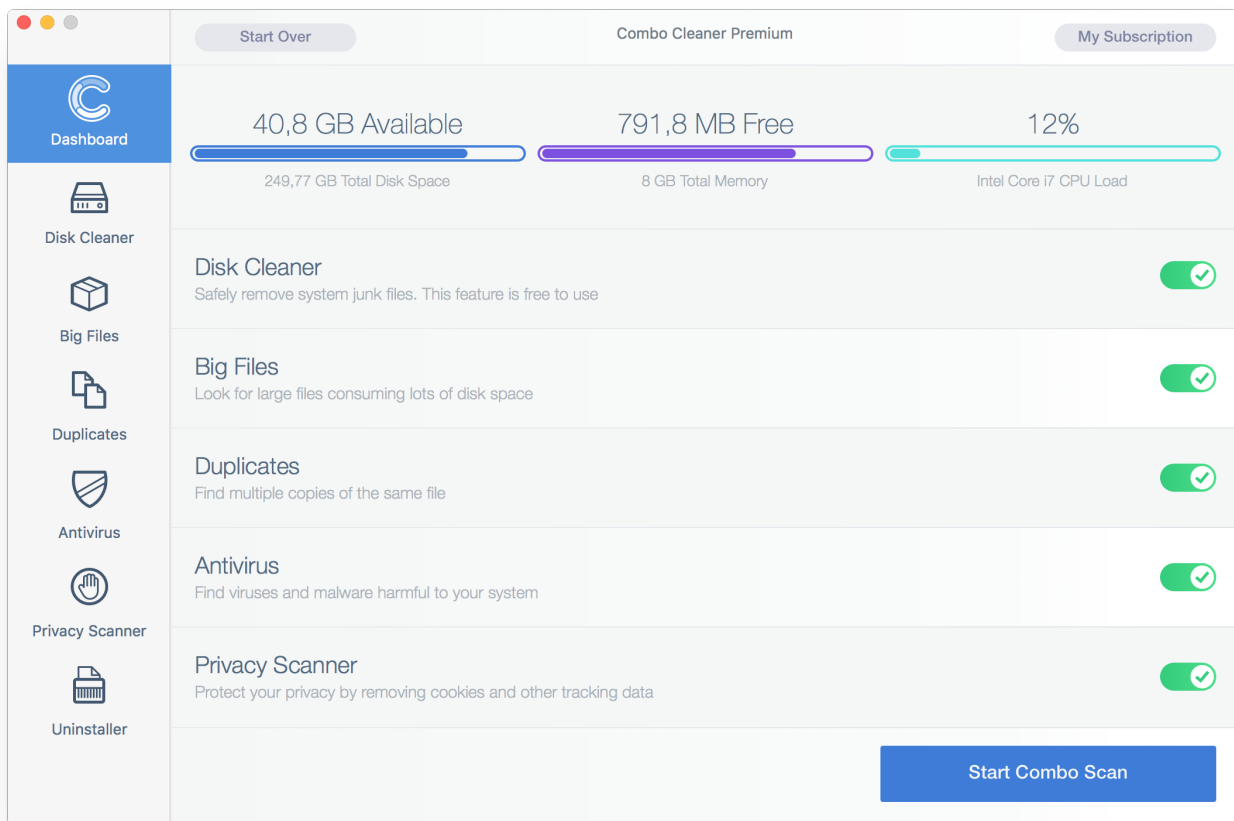 Start Over
Combo Cleaner Premium
My Subscription
Dashboard
Disk Cleaner
Big Files
Duplicates
Antivirus
Privacy Scanner
Uninstaller
40,8 GB Available
249,77 GB Total Disk Space
791,8 MB Free
8 GB Total Memory
12%
Intel Core i7 CPU Load
Disk Cleaner
Safely remove system junk files. This feature is free to use
Big Files
Look for large files consuming lots of disk space
Duplicates
Find multiple copies of the same file
Antivirus
Find viruses and malware harmful to your system
Privacy Scanner
Protect your privacy by removing cookies and other tracking data
Start Combo Scan